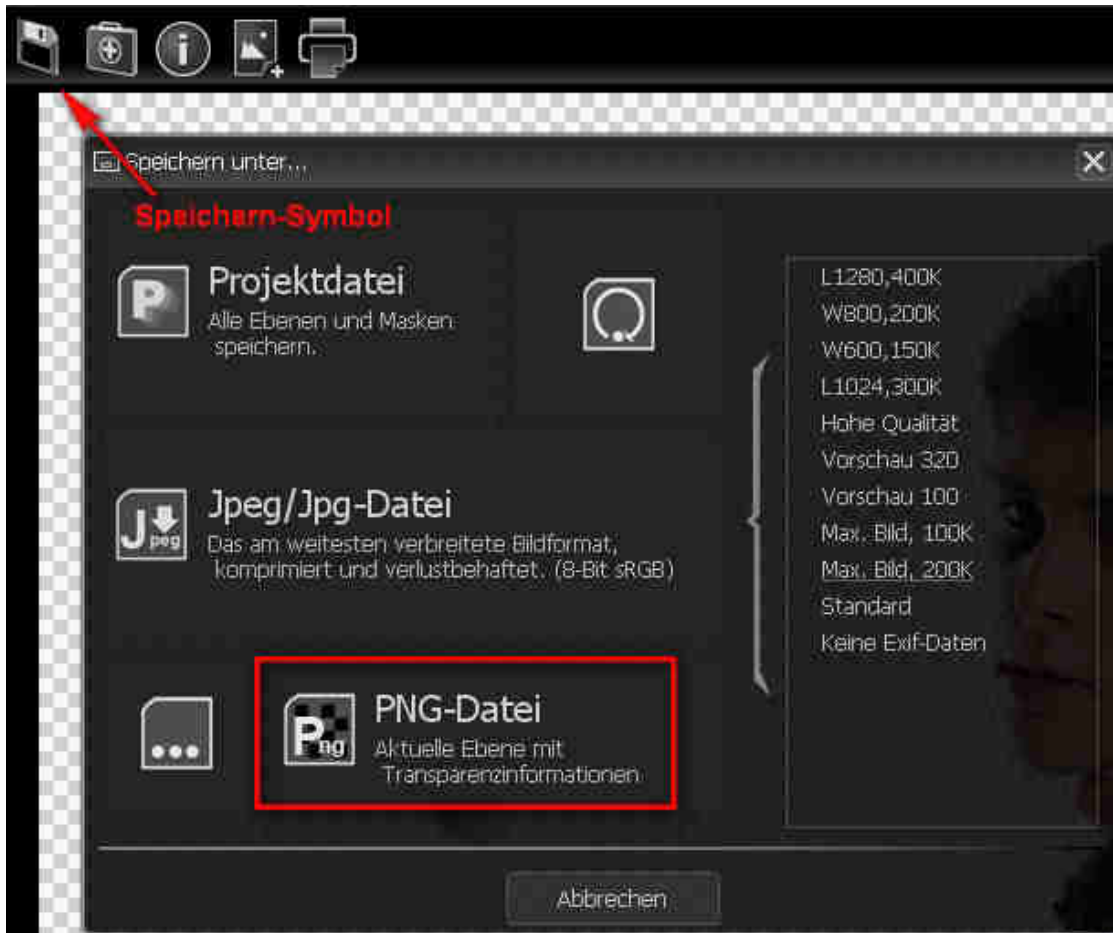 Speichern unter...
Speichern-Symbol
P
Projektdatei
Alle Ebenen und Masken
speichern.
J
peg
Jpeg/Jpg-Datei
Das am weitesten verbreitete Bildformat,
komprimiert und verlustbehaftet. (8-Bit sRGB)
Png
PNG-Datei
Aktuelle Ebene mit
Transparenzinformationen
L1280,400K
W800,200K
W600,150K
L1024,300K
Hohe Qualität
Vorschau 320
Vorschau 100
Max. Bild, 100K
Max. Bild, 200K
Standard
Keine Exif-Daten
Abbrechen